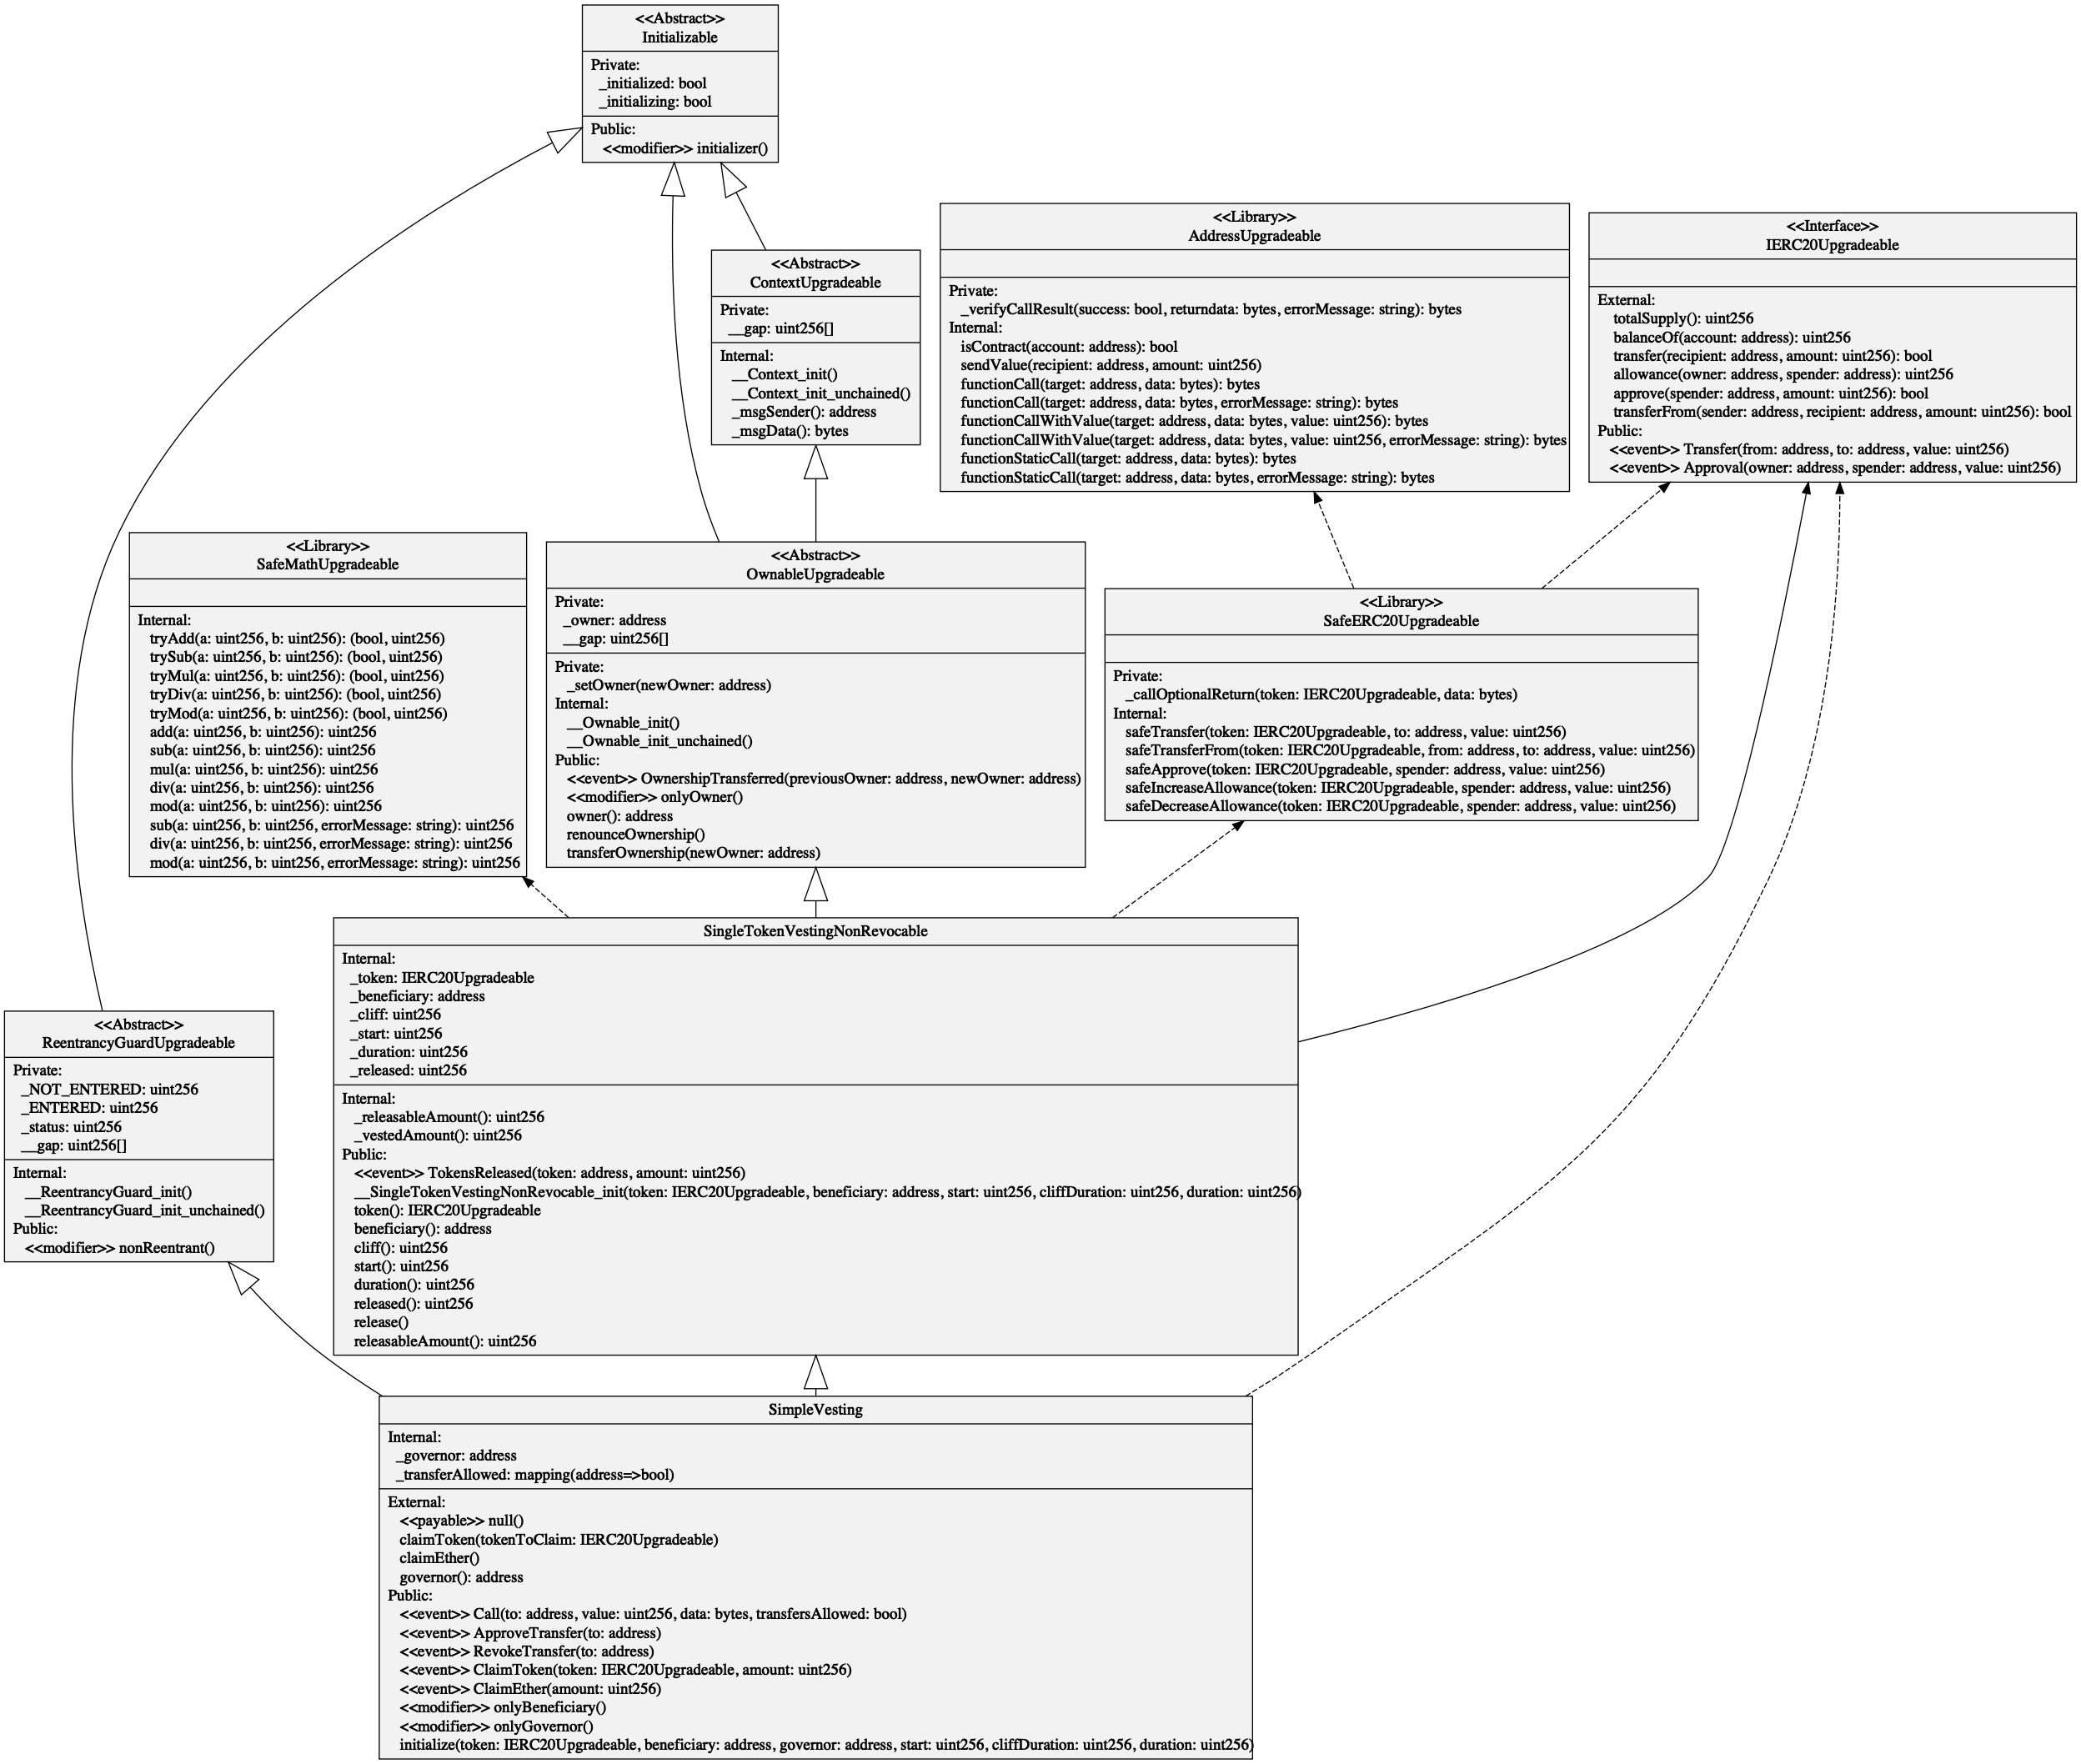 <<Abstract>>
Initializable
Private:
_initialized: bool
_initializing: bool
Public:
<<modifier>> initializer()
<<Abstract>>
ContextUpgradeable
Private:
__gap: uint256[]
Internal:
__Context_init()
__Context_init_unchained()
_msgSender(): address
_msgData(): bytes
<<Library>>
AddressUpgradeable
Private:
_verifyCallResult(success: bool, returndata: bytes, errorMessage: string): bytes
Internal:
isContract(account: address): bool
sendValue(recipient: address, amount: uint256)
functionCall(target: address, data: bytes): bytes
functionCall(target: address, data: bytes, errorMessage: string): bytes
functionCallWithValue(target: address, data: bytes, value: uint256): bytes
functionCallWithValue(target: address, data: bytes, value: uint256, errorMessage: string): bytes
functionStaticCall(target: address, data: bytes): bytes
functionStaticCall(target: address, data: bytes, errorMessage: string): bytes
<<Interface>>
IERC20Upgradeable
External:
totalSupply(): uint256
balanceOf(account: address): uint256
transfer(recipient: address, amount: uint256): bool
allowance(owner: address, spender: address): uint256
approve(spender: address, amount: uint256): bool
transferFrom(sender: address, recipient: address, amount: uint256): bool
Public:
<<event>> Transfer(from: address, to: address, value: uint256)
<<event>> Approval(owner: address, spender: address, value: uint256)
<<Library>>
SafeMathUpgradeable
Internal:
tryAdd(a: uint256, b: uint256): (bool, uint256)
trySub(a: uint256, b: uint256): (bool, uint256)
tryMul(a: uint256, b: uint256): (bool, uint256)
tryDiv(a: uint256, b: uint256): (bool, uint256)
tryMod(a: uint256, b: uint256): (bool, uint256)
add(a: uint256, b: uint256): uint256
sub(a: uint256, b: uint256): uint256
mul(a: uint256, b: uint256): uint256
div(a: uint256, b: uint256): uint256
mod(a: uint256, b: uint256): uint256
sub(a: uint256, b: uint256, errorMessage: string): uint256
div(a: uint256, b: uint256, errorMessage: string): uint256
mod(a: uint256, b: uint256, errorMessage: string): uint256
<<Abstract>>
OwnableUpgradeable
Private:
_owner: address
__gap: uint256[]
Private:
_setOwner(newOwner: address)
Internal:
__Ownable_init()
__Ownable_init_unchained()
Public:
<<event>> OwnershipTransferred(previousOwner: address, newOwner: address)
<<modifier>> onlyOwner()
owner(): address
renounceOwnership()
transferOwnership(newOwner: address)
<<Library>>
SafeERC20Upgradeable
Private:
_callOptionalReturn(token: IERC20Upgradeable, data: bytes)
Internal:
safeTransfer(token: IERC20Upgradeable, to: address, value: uint256)
safeTransferFrom(token: IERC20Upgradeable, from: address, to: address, value: uint256)
safeApprove(token: IERC20Upgradeable, spender: address, value: uint256)
safeIncreaseAllowance(token: IERC20Upgradeable, spender: address, value: uint256)
safeDecreaseAllowance(token: IERC20Upgradeable, spender: address, value: uint256)
<<Abstract>>
ReentrancyGuardUpgradeable
Private:
_NOT_ENTERED: uint256
_ENTERED: uint256
_status: uint256
__gap: uint256[]
Internal:
__ReentrancyGuard_init()
__ReentrancyGuard_init_unchained()
Public:
<<modifier>> nonReentrant()
SingleTokenVestingNonRevocable
Internal:
_token: IERC20Upgradeable
_beneficiary: address
_cliff: uint256
_start: uint256
_duration: uint256
_released: uint256
Internal:
_releasableAmount(): uint256
_vestedAmount(): uint256
Public:
<<event>> TokensReleased(token: address, amount: uint256)
__SingleTokenVestingNonRevocable_init(token: IERC20Upgradeable, beneficiary: address, start: uint256, cliffDuration: uint256, duration: uint256)
token(): IERC20Upgradeable
beneficiary(): address
cliff(): uint256
start(): uint256
duration(): uint256
released(): uint256
release()
releasableAmount(): uint256
SimpleVesting
Internal:
_governor: address
_transferAllowed: mapping(address=>bool)
External:
<<payable>> null()
claimToken(tokenToClaim: IERC20Upgradeable)
claimEther()
governor(): address
Public:
<<event>> Call(to: address, value: uint256, data: bytes, transfersAllowed: bool)
<<event>> ApproveTransfer(to: address)
<<event>> RevokeTransfer(to: address)
<<event>> ClaimToken(token: IERC20Upgradeable, amount: uint256)
<<event>> ClaimEther(amount: uint256)
<<modifier>> onlyBeneficiary()
<<modifier>> onlyGovernor()
initialize(token: IERC20Upgradeable, beneficiary: address, governor: address, start: uint256, cliffDuration: uint256, duration: uint256)